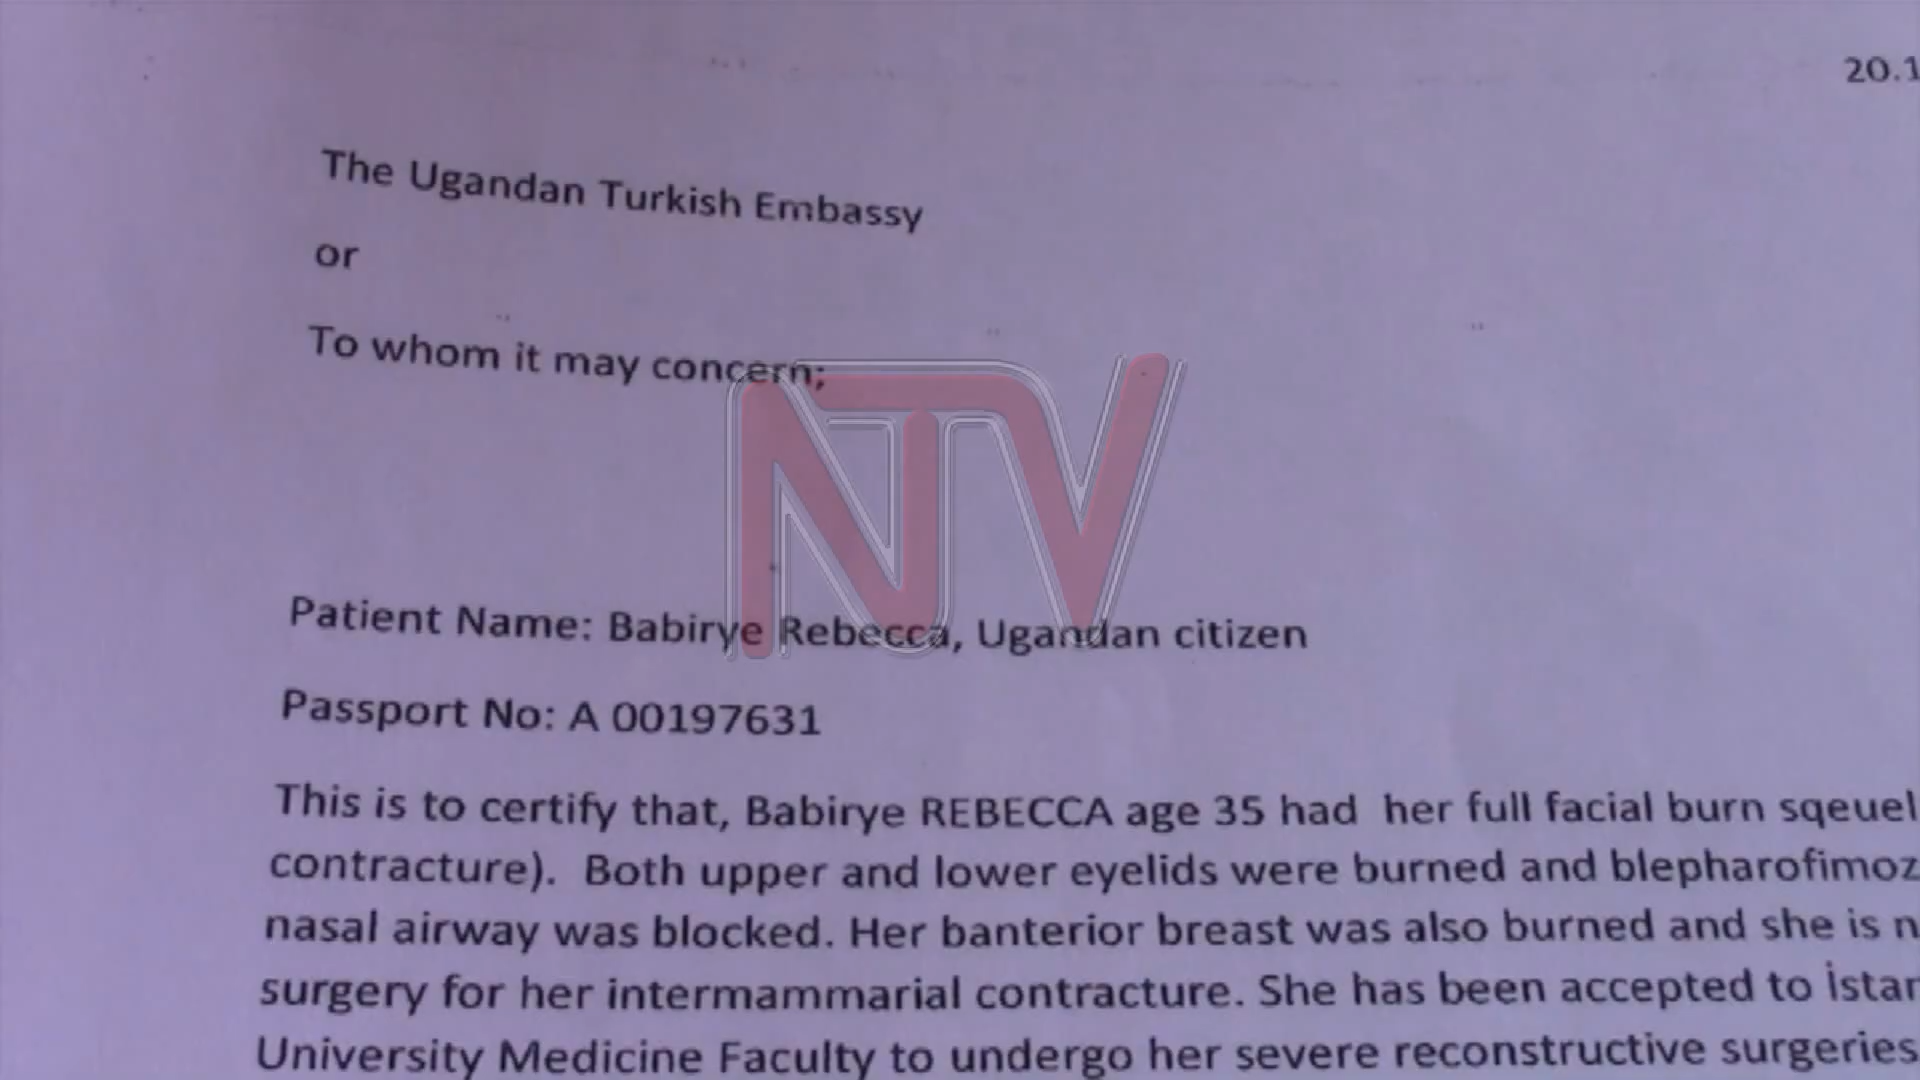 20.1
The Ugandan Turkish Embassy
or
To whom it may concern;
NTV
Patient Name: Babirye Rebecca, Ugandan citizen
Passport No: A 00197631
This is to certify that, Babirye REBECCA age 35 had her full facial burn sqeuel
contracture). Both upper and lower eyelids were burned and blepharofimoz
nasal airway was blocked. Her banterior breast was also burned and she is n
surgery for her intermammarial contracture. She has been accepted to İstan
University Medicine Faculty to undergo her severe reconstructive surgeries